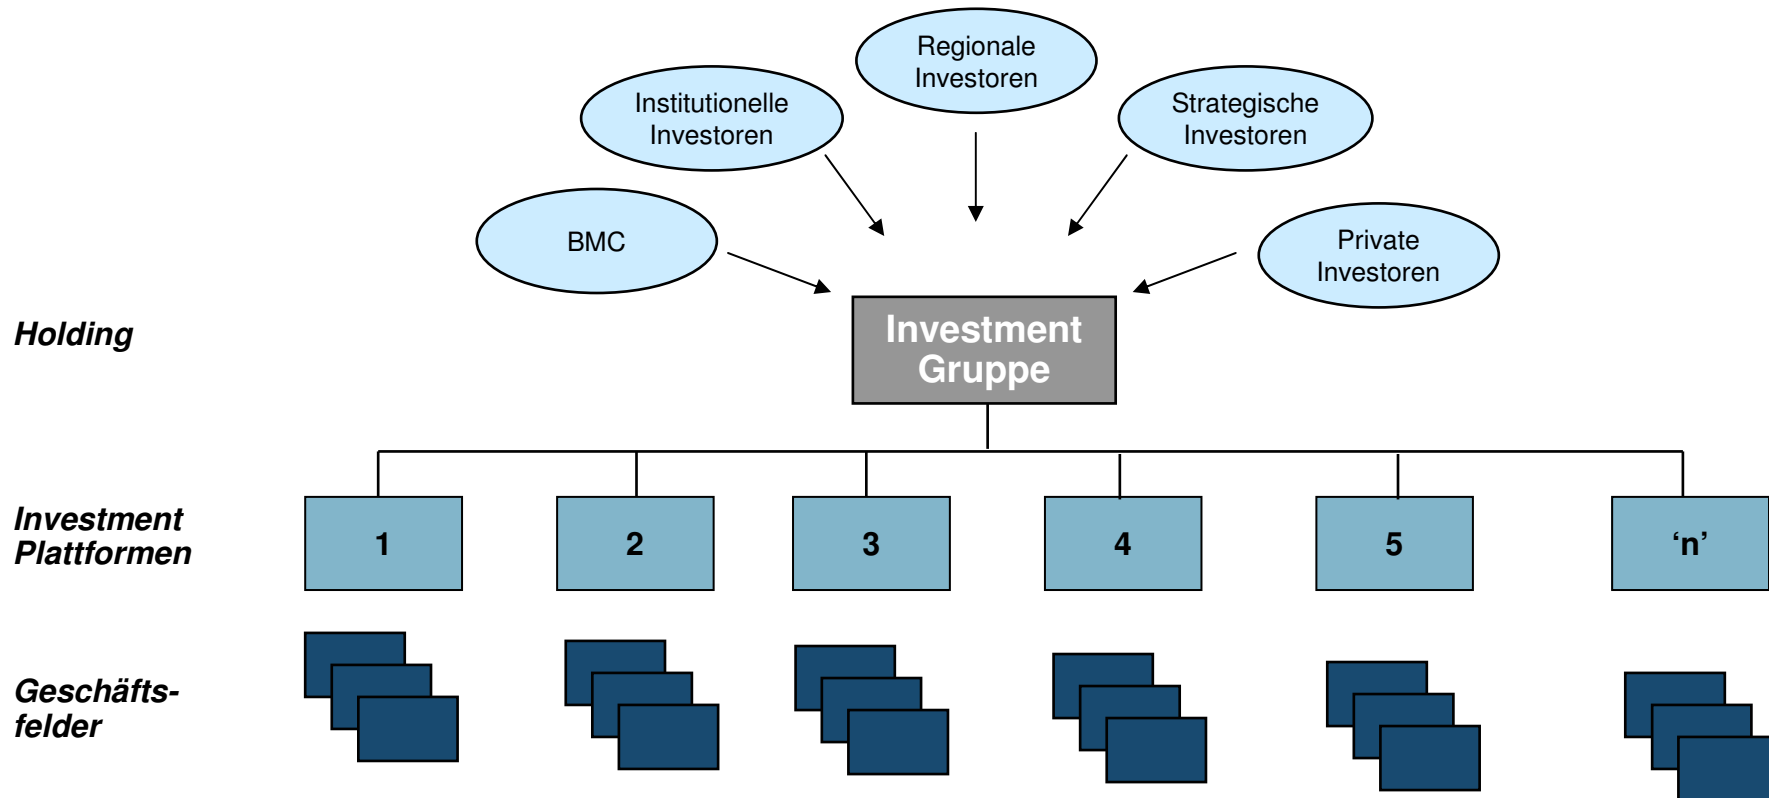 Regionale
Investoren
Institutionelle
Investoren
Strategische
Investoren
BMC
Private
Investoren
Holding
Investment
Gruppe
Investment
Plattformen
1
2
3
4
5
‘n’
Geschäfts-
felder